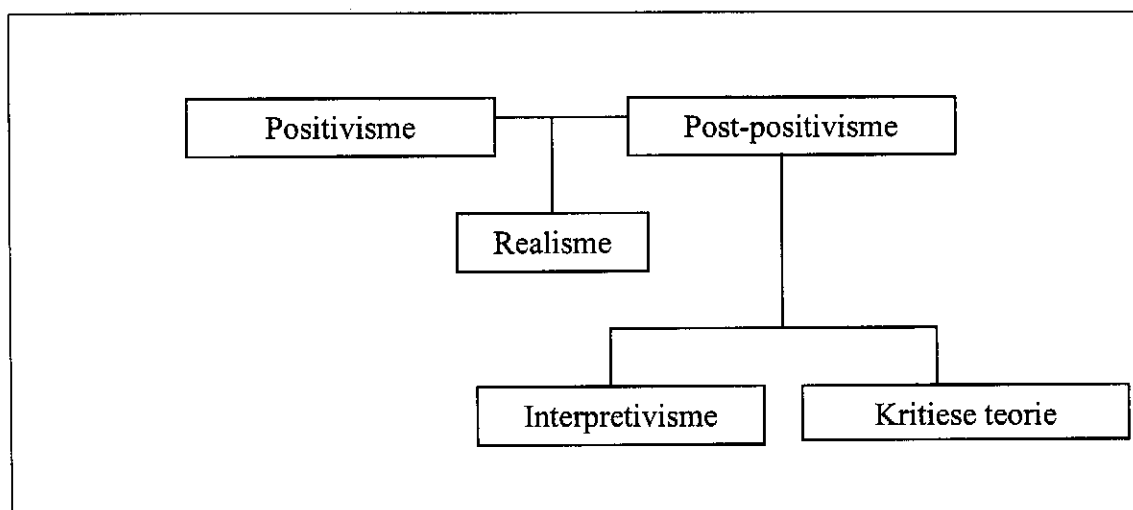 Positivisme
Post-positivisme
Realisme
Interpretivisme
Kritiese teorie